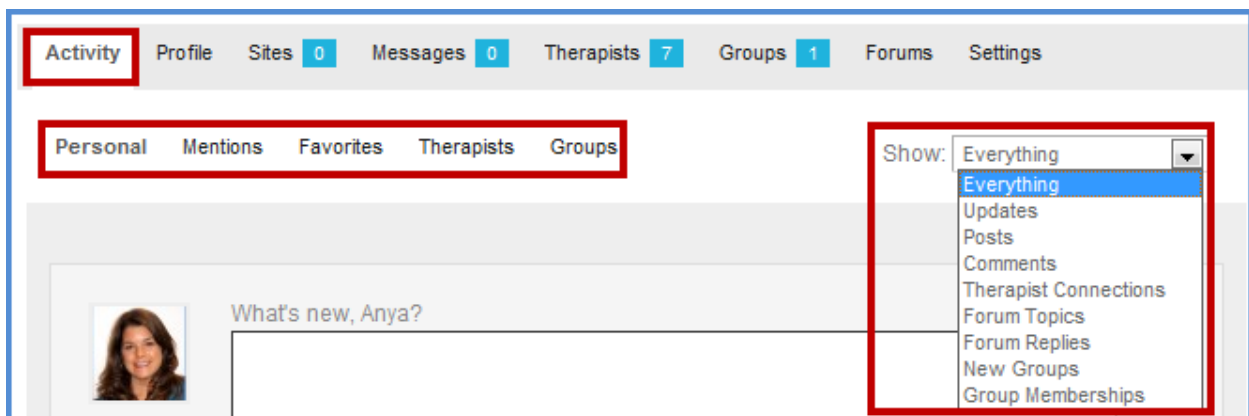 Activity Profile Sites 0 Messages 0 Therapists 7 Groups 1 Forums Settings
Personal Mentions Favorites Therapists Groups
Show: Everything
Everything
Updates
Posts
Comments
Therapist Connections
Forum Topics
Forum Replies
New Groups
Group Memberships
What's new, Anya?